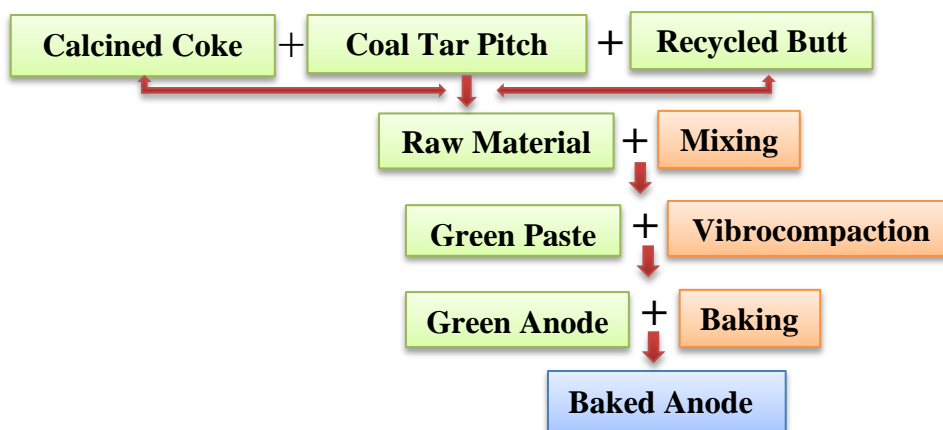 Calcined Coke + Coal Tar Pitch + Recycled Butt
Raw Material + Mixing
Green Paste + Vibrocompaction
Green Anode + Baking
Baked Anode